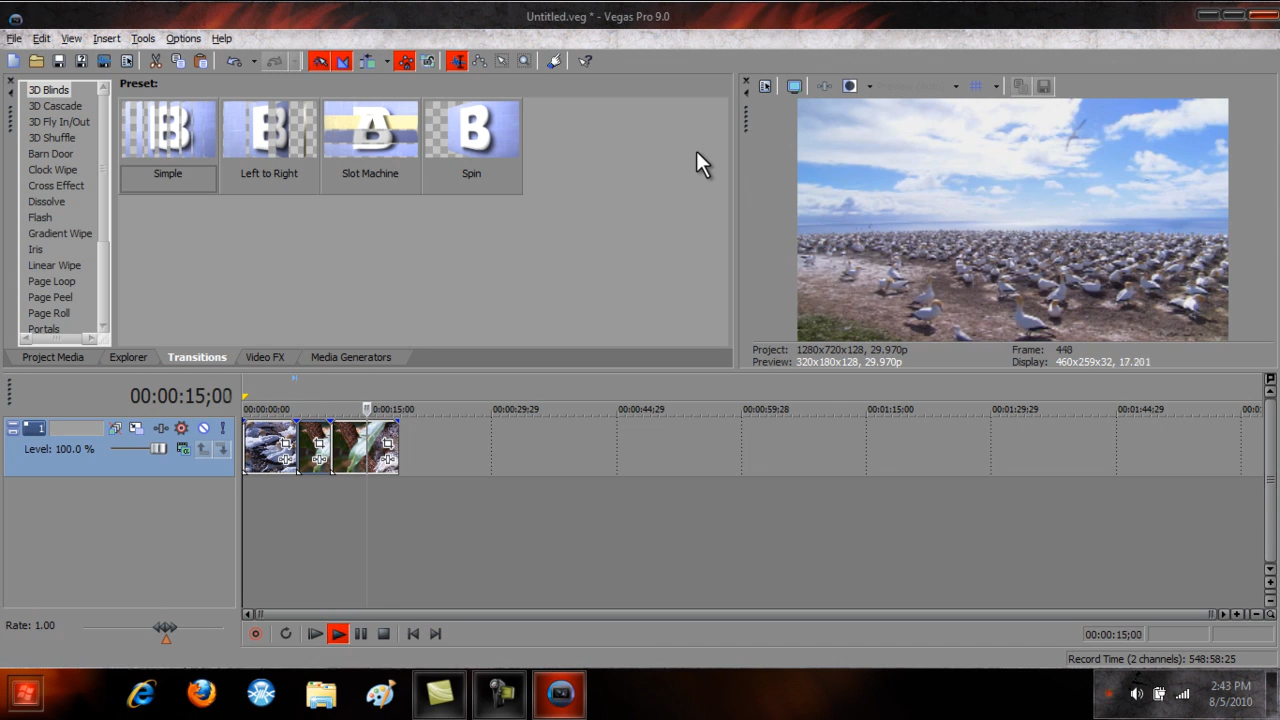 Untitled.veg * - Vegas Pro 9.0
File Edit View Insert Tools Options Help
Preset:
3D Blinds
3D Cascade
3D Fly In/Out
3D Shuffle
Barn Door
Clock Wipe
Cross Effect
Dissolve
Flash
Gradient Wipe
Iris
Linear Wipe
Page Loop
Page Peel
Page Roll
Portals
Simple Left to Right Slot Machine Spin
Project Media Explorer Transitions Video FX Media Generators
Project: 1280x720x128, 29.970p Frame: 448
Preview: 320x180x128, 29.970p Display: 460x259x32, 17.201
00:00:15;00
00:00:00 0:00:15:00 00:00:29:29 00:00:44:29 00:00:59:28 00:01:15:00 00:01:29:29 00:01:44:29 00:0
1
Level: 100.0 %
Rate: 1.00
00:00:15;00
Record Time (2 channels): 548:58:25
2:43 PM
8/5/2010